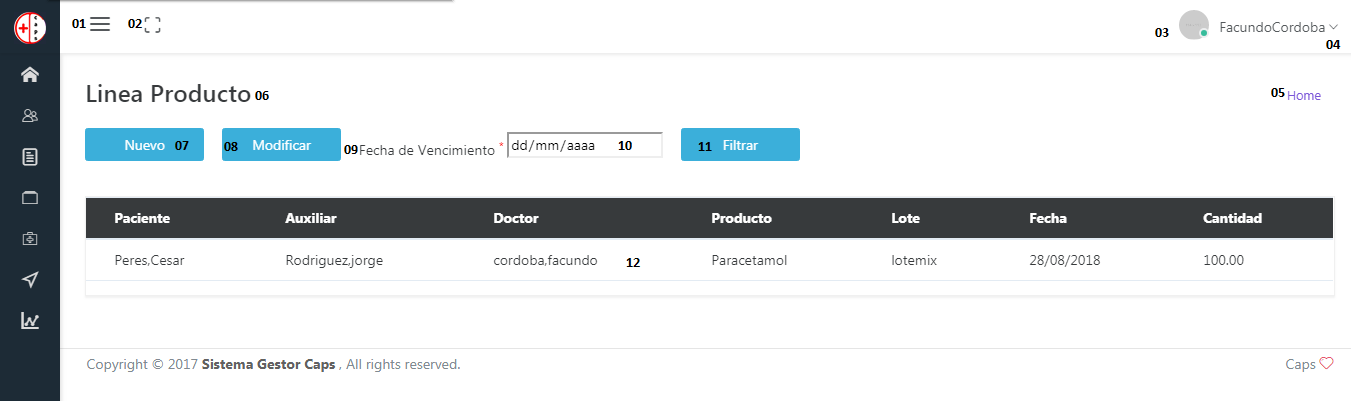 01 02 03 FacundoCordoba 04
Linea Producto 06 05 Home
Nuevo 07 08 Modificar 09 Fecha de Vencimiento * dd/mm/aaaa 10 11 Filtrar
Paciente Auxiliar Doctor Producto Lote Fecha Cantidad
Peres,Cesar Rodriguez,jorge cordoba,facundo 12 Paracetamol lotemix 28/08/2018 100.00
Copyright © 2017 Sistema Gestor Caps , All rights reserved. Caps